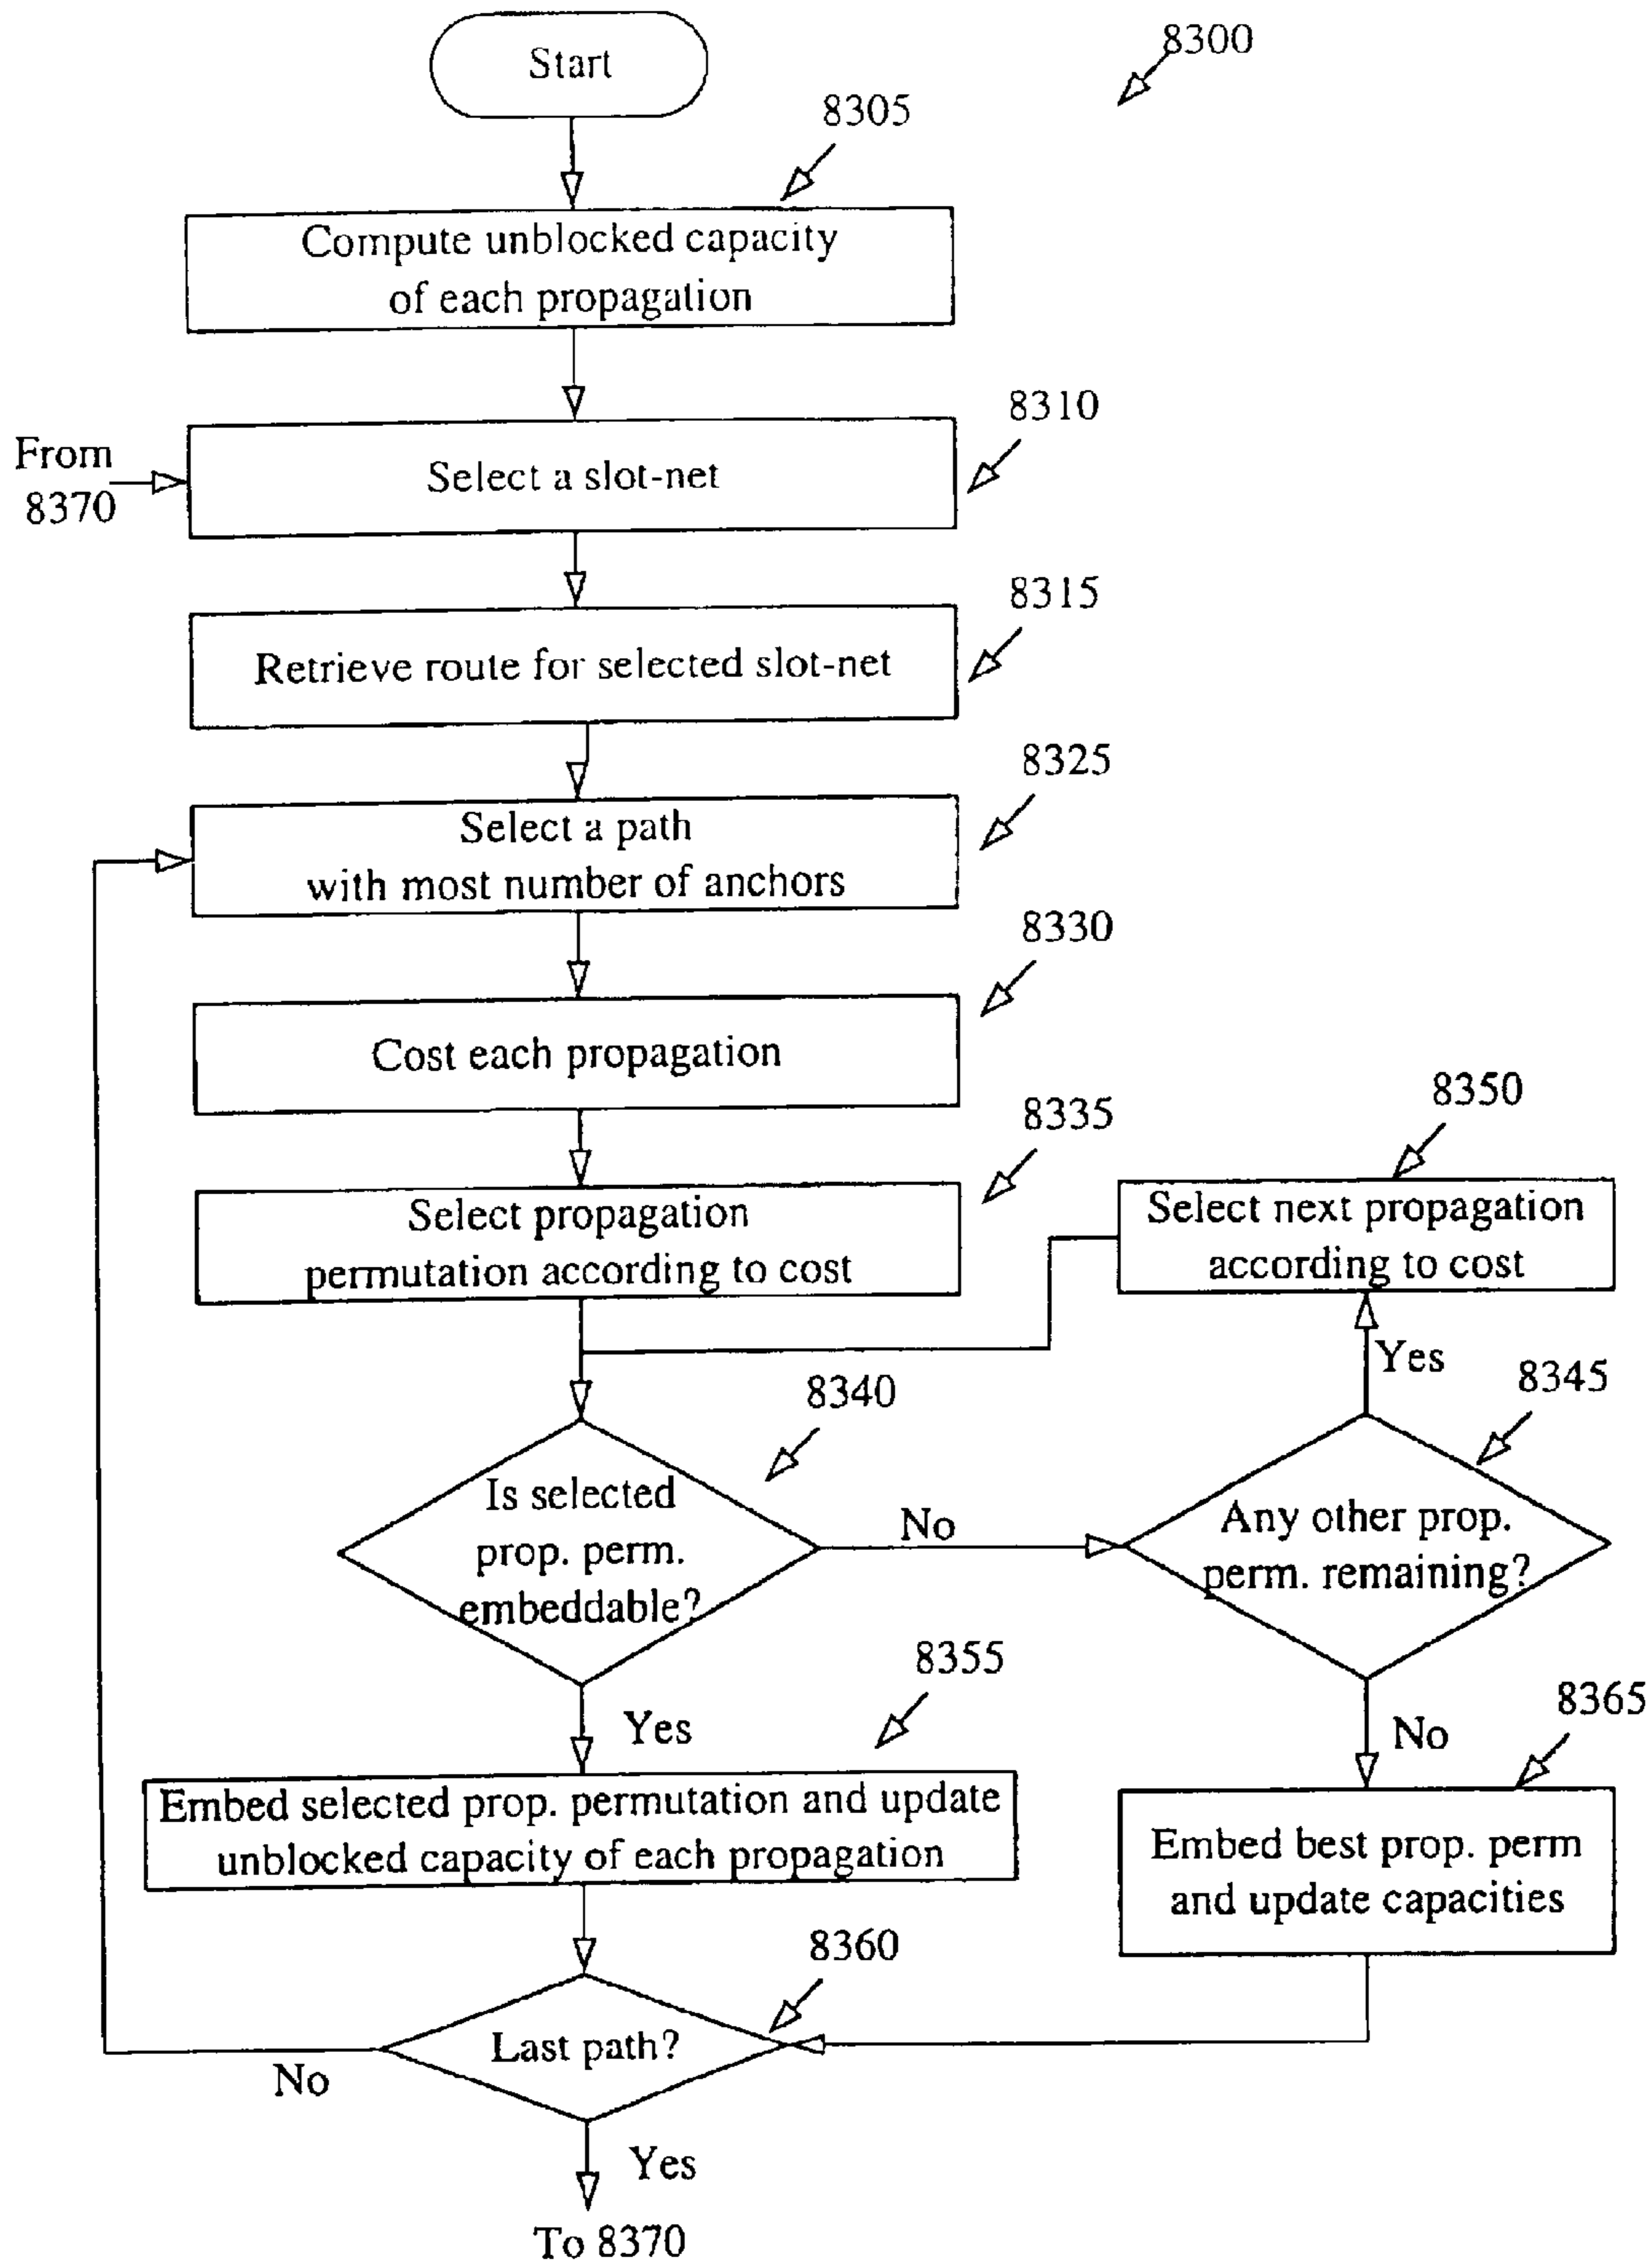 Start
8300
8305
Compute unblocked capacity
of each propagation
8310
From
8370
Select a slot-net
8315
Retrieve route for selected slot-net
8325
Select a path
with most number of anchors
8330
Cost each propagation
8335
Select propagation
permutation according to cost
8350
Select next propagation
according to cost
Yes
8340
8345
Is selected
prop. perm.
embeddable?
No
Any other prop.
perm. remaining?
8355
Yes
8365
No
Embed selected prop. permutation and update
unblocked capacity of each propagation
Embed best prop. perm
and update capacities
8360
Last path?
No
Yes
To 8370